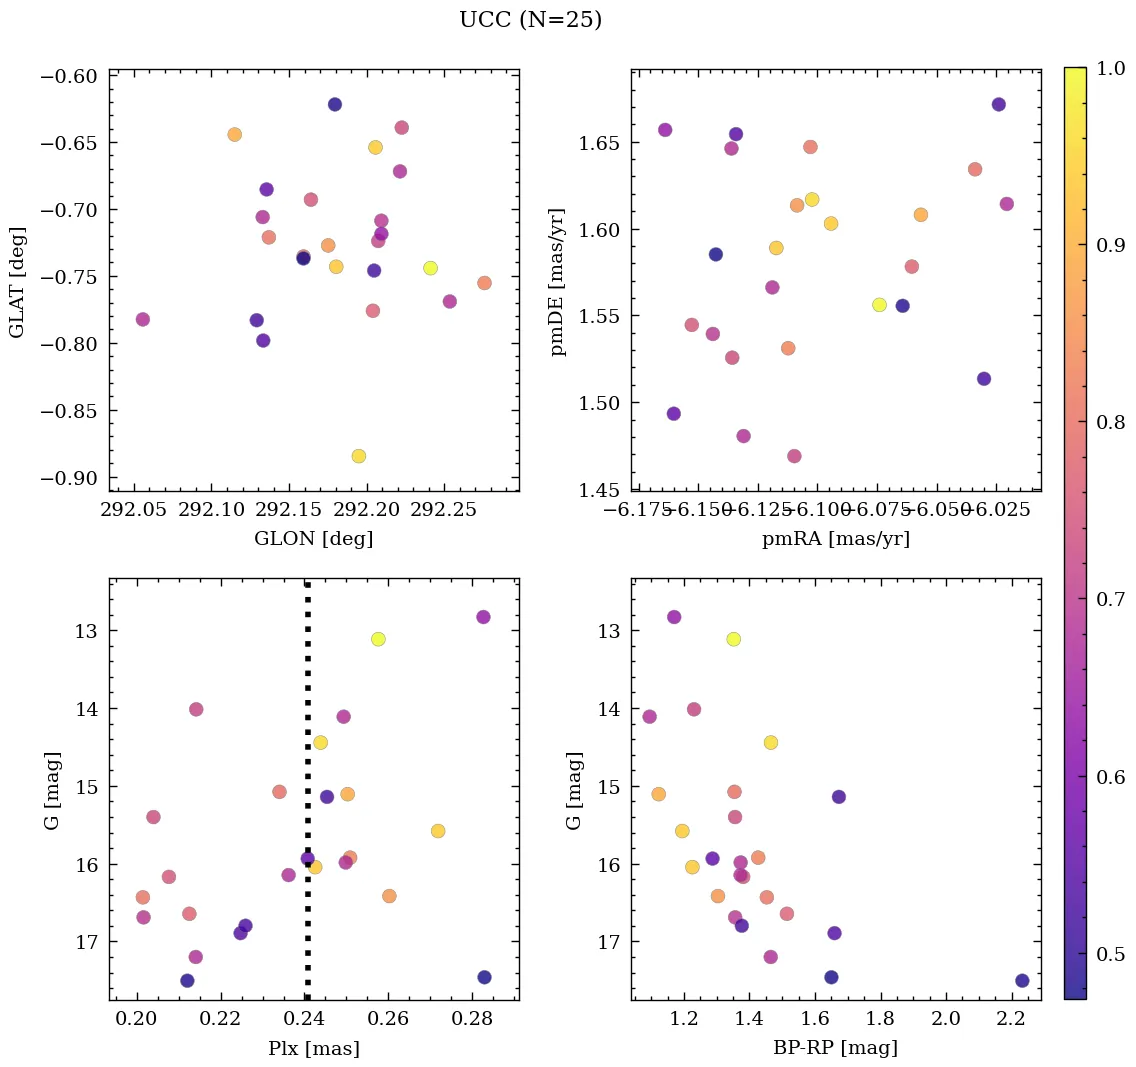 UCC (N=25)
−0.60
−0.65
−0.70
−0.75
−0.80
−0.85
−0.90
GLAT [deg]
292.05 292.10 292.15 292.20 292.25
GLON [deg]
1.65
1.60
1.55
1.50
1.45
pmDE [mas/yr]
−6.175 −6.150 −6.125 −6.100 −6.075 −6.050 −6.025
pmRA [mas/yr]
13
14
15
16
17
G [mag]
0.20 0.22 0.24 0.26 0.28
Plx [mas]
13
14
15
16
17
G [mag]
1.2 1.4 1.6 1.8 2.0 2.2
BP-RP [mag]
1.0
0.9
0.8
0.7
0.6
0.5